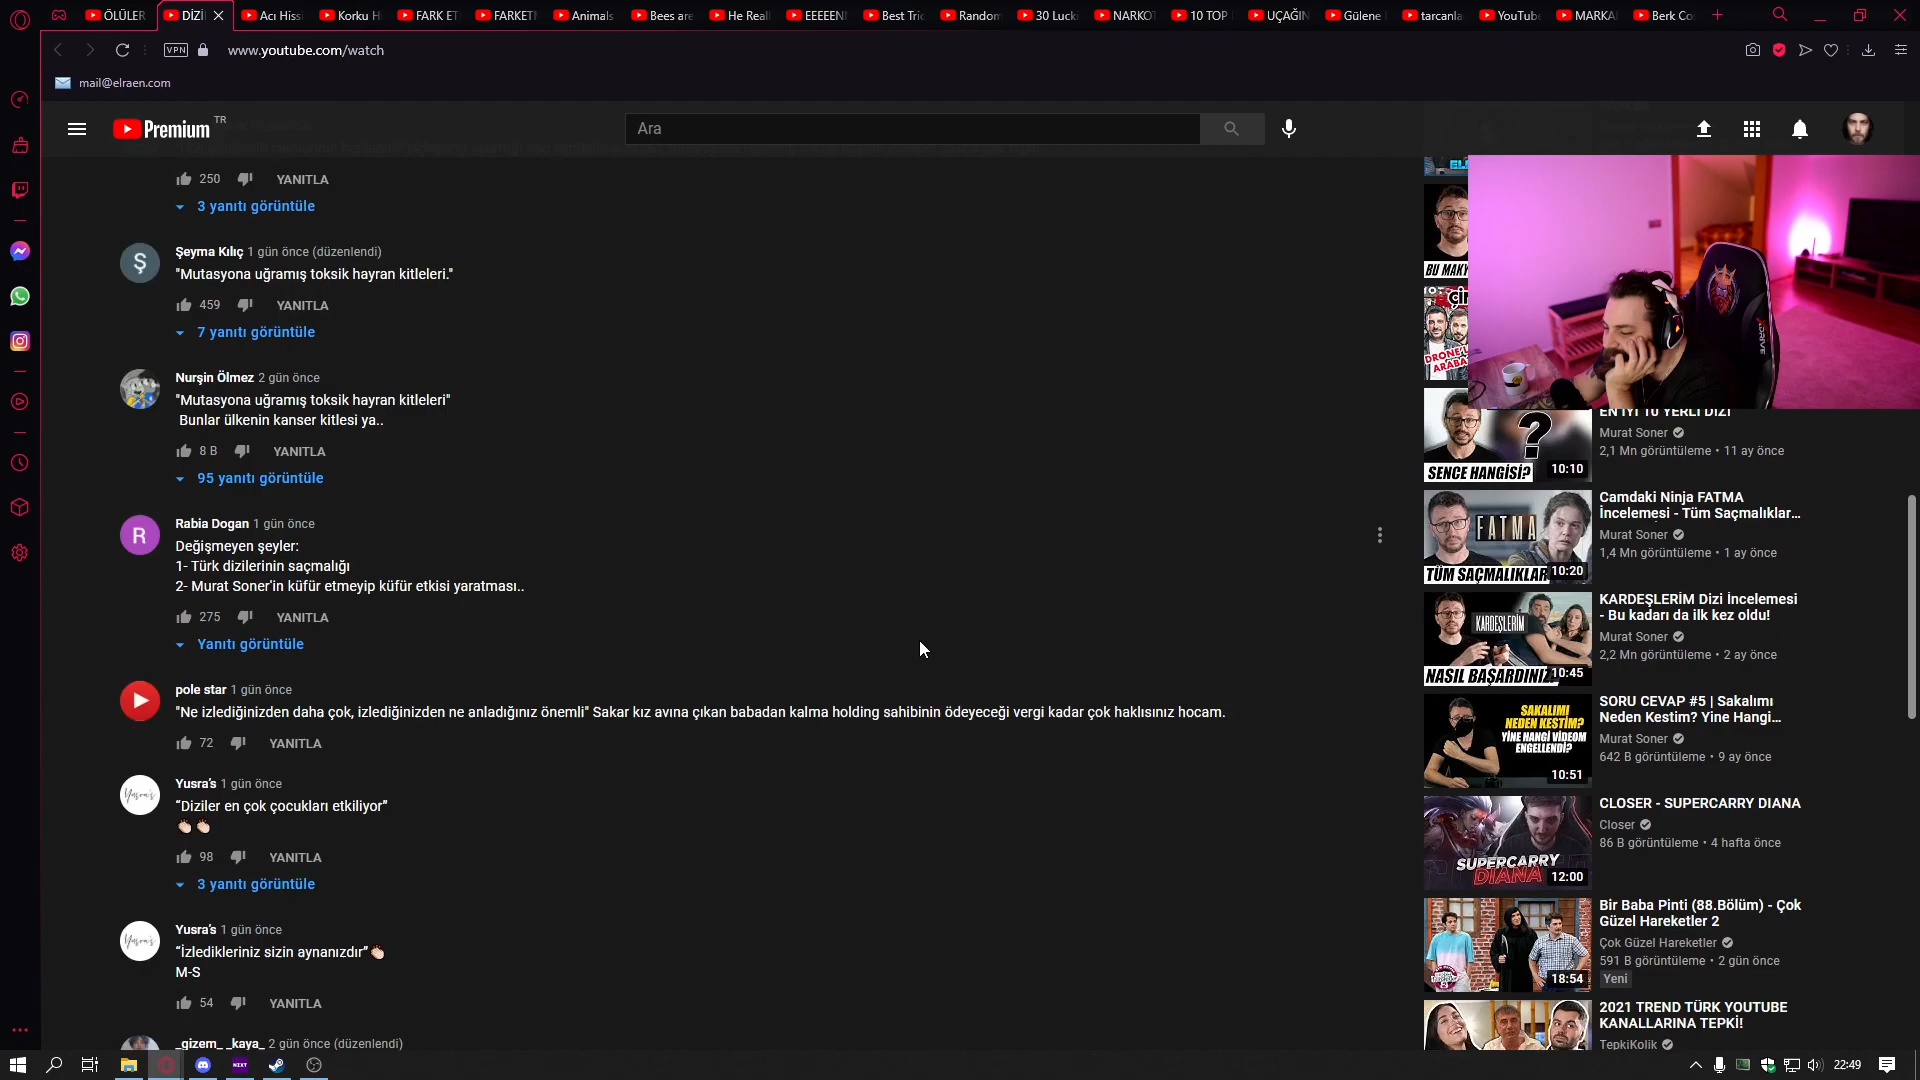 ÖLÜLER
DİZİ
Acı Hissi
Korku H
FARK ET
FARKETM
Animals
Bees are
He Reall
EEEEEN
Best Tric
Random
30 Lucki
NARKO
10 TOP
UÇAĞIN
Gülene
tarcanla
YouTube
MARKA
Berk Co
VPN
www.youtube.com/watch
mail@elraen.com
Premium TR
Ara
250 YANITLA
3 yanıtı görüntüle
Şeyma Kılıç 1 gün önce (düzenlendi)
"Mutasyona uğramış toksik hayran kitleleri."
459 YANITLA
7 yanıtı görüntüle
Nurşin Ölmez 2 gün önce
"Mutasyona uğramış toksik hayran kitleleri"
Bunlar ülkenin kanser kitlesi ya..
8 B YANITLA
95 yanıtı görüntüle
R
Rabia Dogan 1 gün önce
Değişmeyen şeyler:
1- Türk dizilerinin saçmalığı
2- Murat Soner'in küfür etmeyip küfür etkisi yaratması..
275 YANITLA
Yanıtı görüntüle
pole star 1 gün önce
"Ne izlediğinizden daha çok, izlediğinizden ne anladığınız önemli" Sakar kız avına çıkan babadan kalma holding sahibinin ödeyeceği vergi kadar çok haklısınız hocam.
72 YANITLA
Yusra's
Yusra's 1 gün önce
“Diziler en çok çocukları etkiliyor”
👏🏻👏🏻
98 YANITLA
3 yanıtı görüntüle
Yusra's
Yusra's 1 gün önce
“İzledikleriniz sizin aynanızdır”👏🏻
M-S
54 YANITLA
_gizem_ _kaya_ 2 gün önce (düzenlendi)
Ş
BU MAKY
DRONE'L
ARABA
EN İYİ 10 YERLİ DİZİ
Murat Soner
2,1 Mn görüntüleme • 11 ay önce
?
SENCE HANGİSİ?
10:10
Camdaki Ninja FATMA
İncelemesi - Tüm Saçmalıklar...
Murat Soner
1,4 Mn görüntüleme • 1 ay önce
FATMA
TÜM SAÇMALIKLAR
10:20
KARDEŞLERİM Dizi İncelemesi
- Bu kadarı da ilk kez oldu!
Murat Soner
2,2 Mn görüntüleme • 2 ay önce
KARDEŞLERİM
NASIL BAŞARDINIZ
10:45
SORU CEVAP #5 | Sakalımı
Neden Kestim? Yine Hangi...
Murat Soner
642 B görüntüleme • 9 ay önce
SAKALIMI
NEDEN KESTİM?
YİNE HANGİ VİDEOM
ENGELLENDİ?
10:51
CLOSER - SUPERCARRY DIANA
Closer
86 B görüntüleme • 4 hafta önce
SUPERCARRY
DIANA
12:00
Bir Baba Pinti (88.Bölüm) - Çok
Güzel Hareketler 2
Çok Güzel Hareketler
591 B görüntüleme • 2 gün önce
Yeni
18:54
2021 TREND TÜRK YOUTUBE
KANALLARINA TEPKİ!
TepkiKolik
XDRIVE
NEXT
22:49